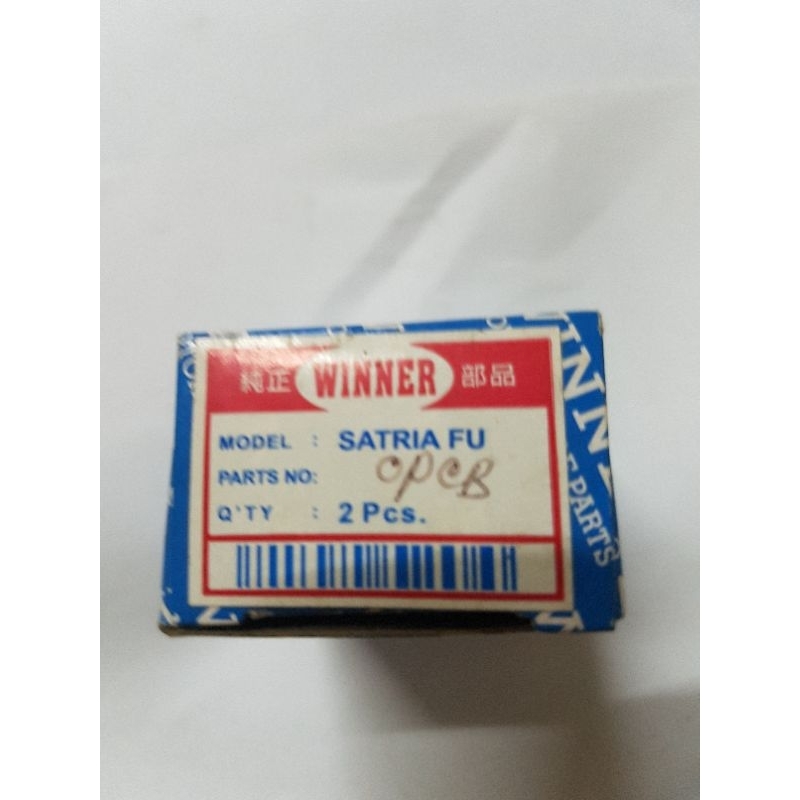 純正 WINNER 部品
MODEL : SATRIA FU
PARTS NO: OPCB
Q'TY : 2 Pcs.
PARTS